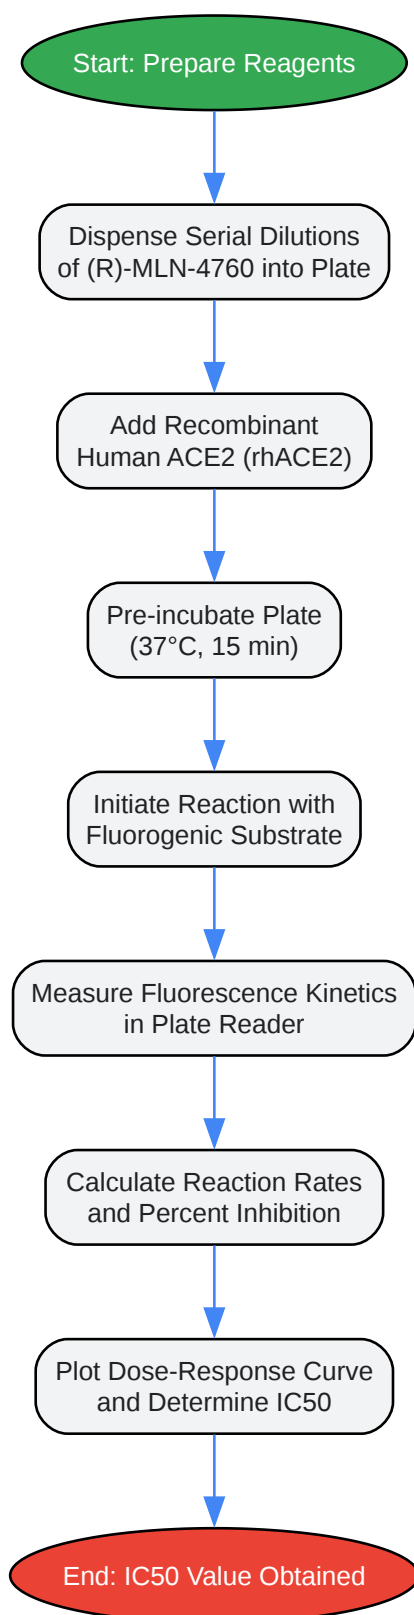 Start: Prepare Reagents
Dispense Serial Dilutions
of (R)-MLN-4760 into Plate
Add Recombinant
Human ACE2 (rhACE2)
Pre-incubate Plate
(37°C, 15 min)
Initiate Reaction with
Fluorogenic Substrate
Measure Fluorescence Kinetics
in Plate Reader
Calculate Reaction Rates
and Percent Inhibition
Plot Dose-Response Curve
and Determine IC50
End: IC50 Value Obtained